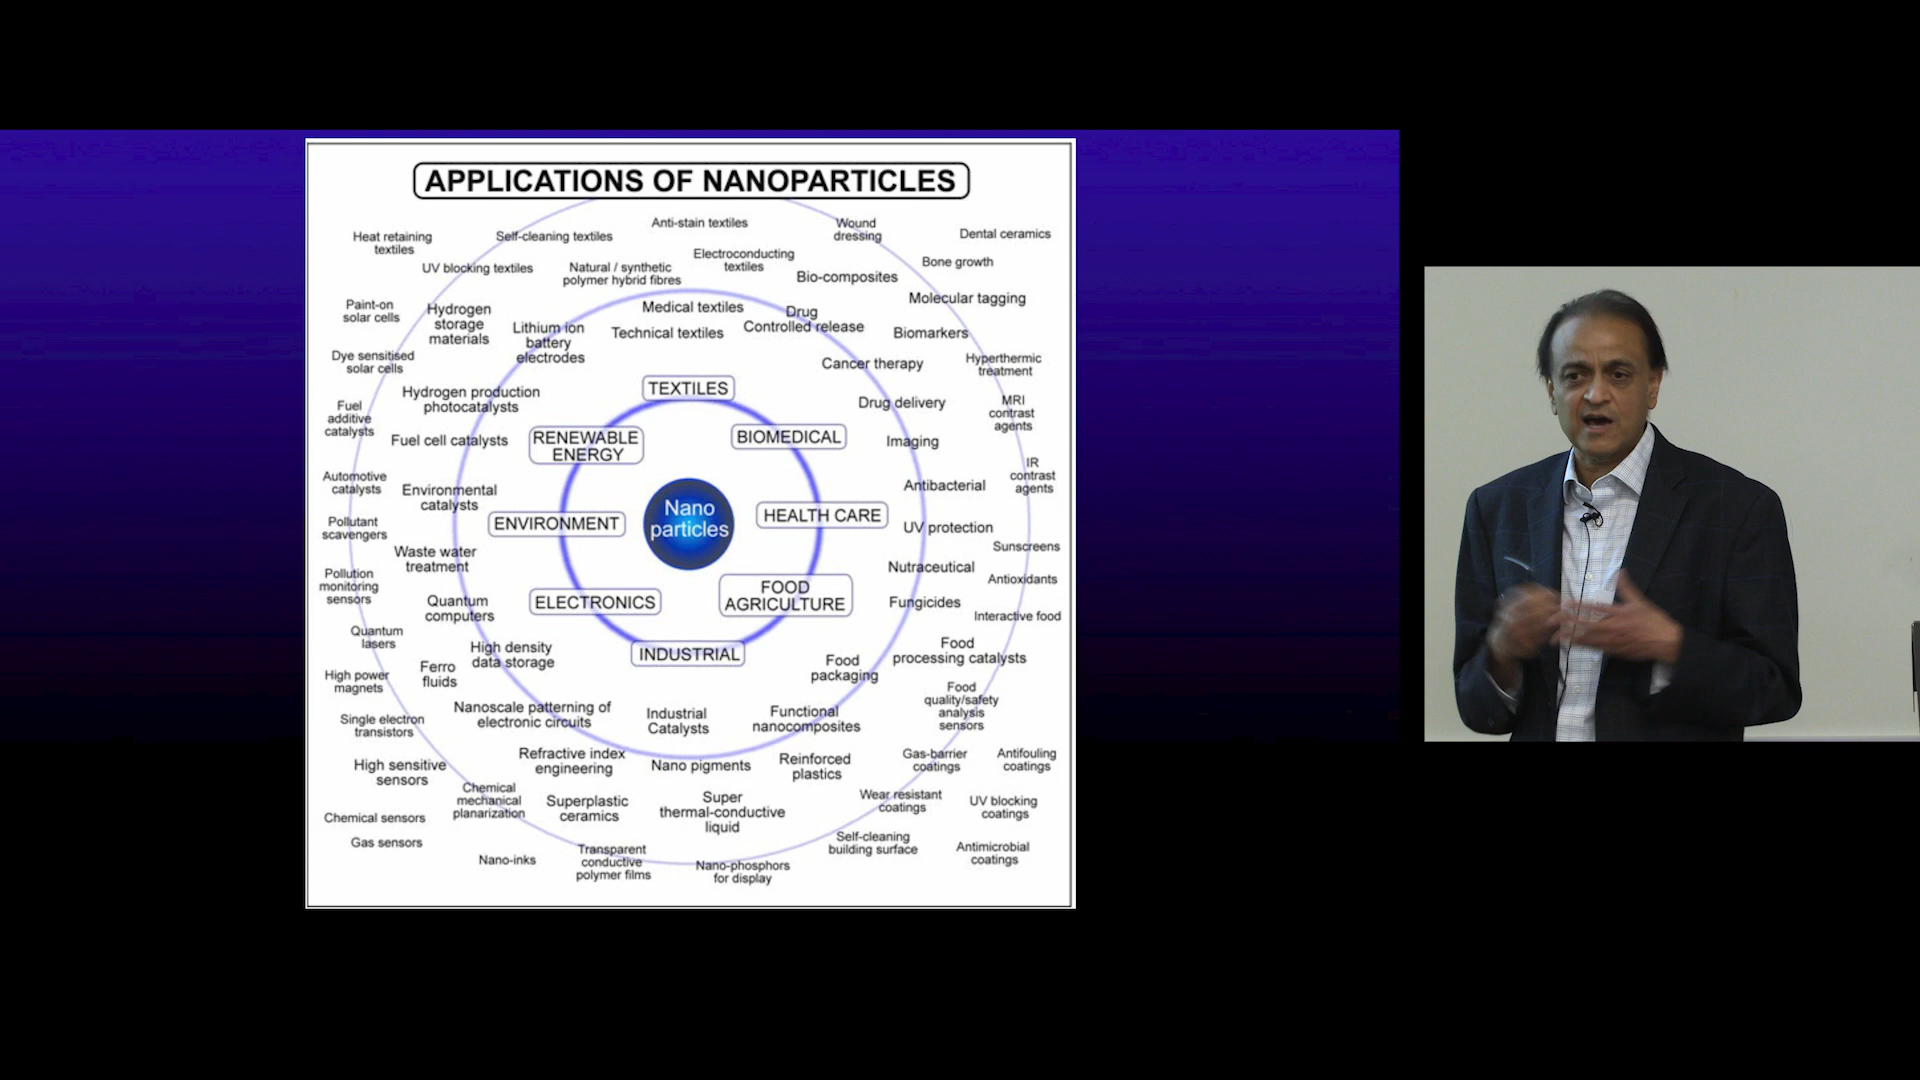 APPLICATIONS OF NANOPARTICLES
Anti-stain textiles
Wound
dressing
Dental ceramics
Heat retaining
textiles
Self-cleaning textiles
Electroconducting
textiles
Bone growth
UV blocking textiles
Natural / synthetic
polymer hybrid fibres
Bio-composites
Molecular tagging
Paint-on
solar cells
Hydrogen
storage
materials
Lithium ion
battery
electrodes
Medical textiles
Technical textiles
Drug
Controlled release
Biomarkers
Dye sensitised
solar cells
Cancer therapy
Hyperthermic
treatment
Hydrogen production
photocatalysts
TEXTILES
Drug delivery
MRI
contrast
agents
Fuel
additive
catalysts
Fuel cell catalysts
RENEWABLE
ENERGY
BIOMEDICAL
Imaging
IR
contrast
agents
Automotive
catalysts
Environmental
catalysts
Antibacterial
Nano
particles
ENVIRONMENT
HEALTH CARE
UV protection
Pollutant
scavengers
Sunscreens
Waste water
treatment
Nutraceutical
Antioxidants
Pollution
monitoring
sensors
Quantum
computers
ELECTRONICS
FOOD
AGRICULTURE
Fungicides
Interactive food
Quantum
lasers
High density
data storage
INDUSTRIAL
Food
packaging
Food
processing catalysts
Ferro
fluids
High power
magnets
Food
quality/safety
analysis
sensors
Nanoscale patterning of
electronic circuits
Industrial
Catalysts
Functional
nanocomposites
Single electron
transistors
Refractive index
engineering
Nano pigments
Reinforced
plastics
Gas-barrier
coatings
Antifouling
coatings
High sensitive
sensors
Chemical
mechanical
planarization
Superplastic
ceramics
Super
thermal-conductive
liquid
Wear resistant
coatings
UV blocking
coatings
Chemical sensors
Gas sensors
Self-cleaning
building surface
Antimicrobial
coatings
Nano-inks
Transparent
conductive
polymer films
Nano-phosphors
for display